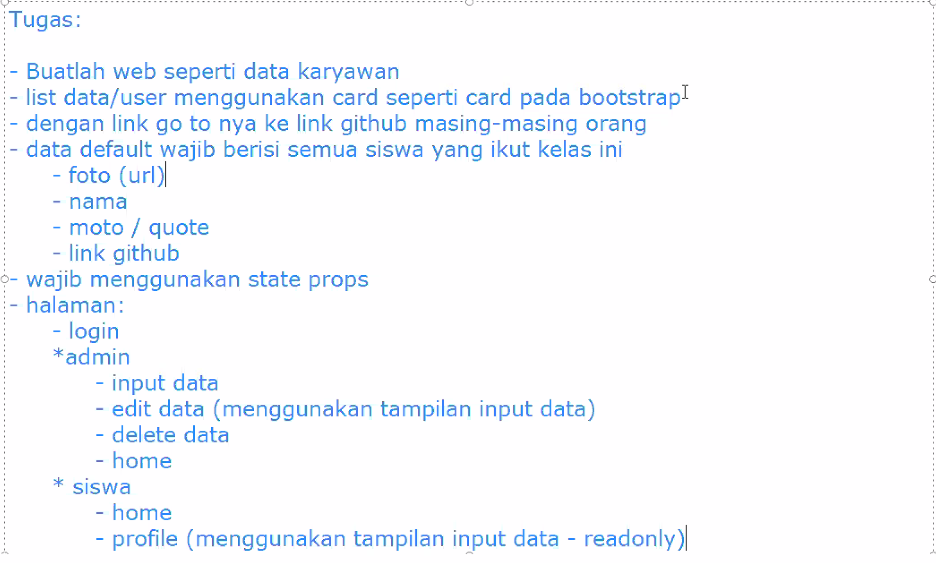 Tugas:
- Buatlah web seperti data karyawan
- list data/user menggunakan card seperti card pada bootstrap
- dengan link go to nya ke link github masing-masing orang
- data default wajib berisi semua siswa yang ikut kelas ini
- foto (url)
- nama
- moto / quote
- link github
- wajib menggunakan state props
- halaman:
- login
*admin
- input data
- edit data (menggunakan tampilan input data)
- delete data
- home
* siswa
- home
- profile (menggunakan tampilan input data - readonly)